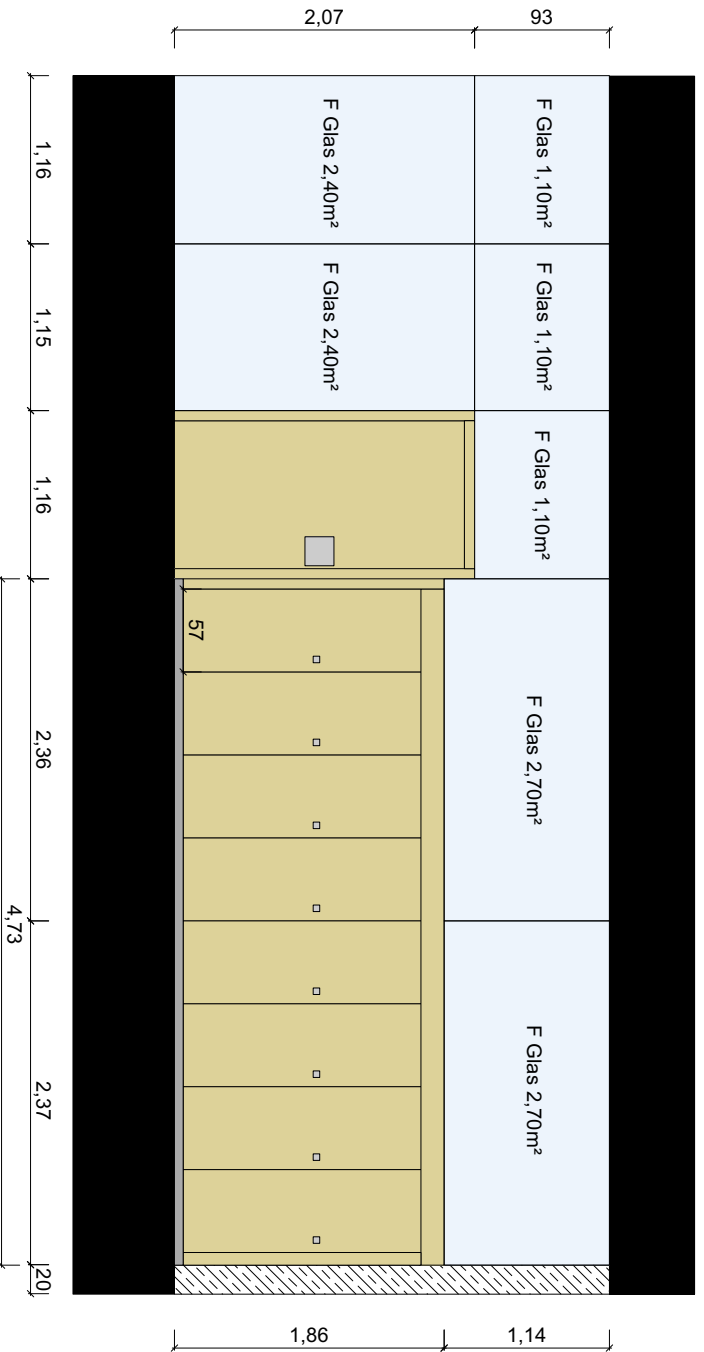 2,07
93
1,16
F Glas 2,40m²
F Glas 1,10m²
1,15
F Glas 2,40m²
F Glas 1,10m²
1,16
F Glas 1,10m²
57
2,36
F Glas 2,70m²
4,73
2,37
F Glas 2,70m²
20
1,86
1,14